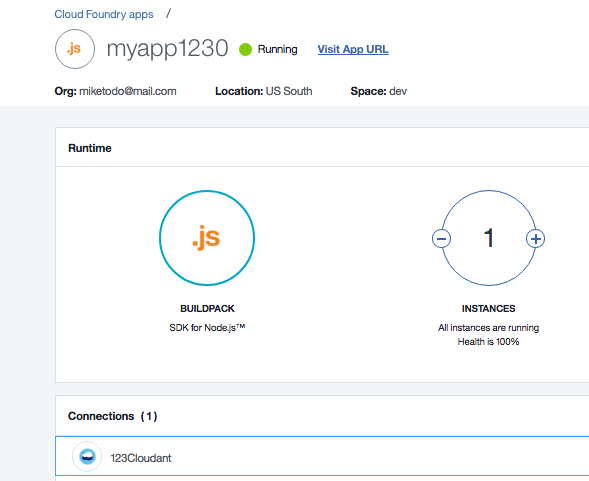 Cloud Foundry apps /
.js myapp1230 Running Visit App URL
Org: miketodo@mail.com Location: US South Space: dev
Runtime
.js 1
BUILDPACK INSTANCES
SDK for Node.js™ All instances are running
Health is 100%
Connections (1)
123Cloudant